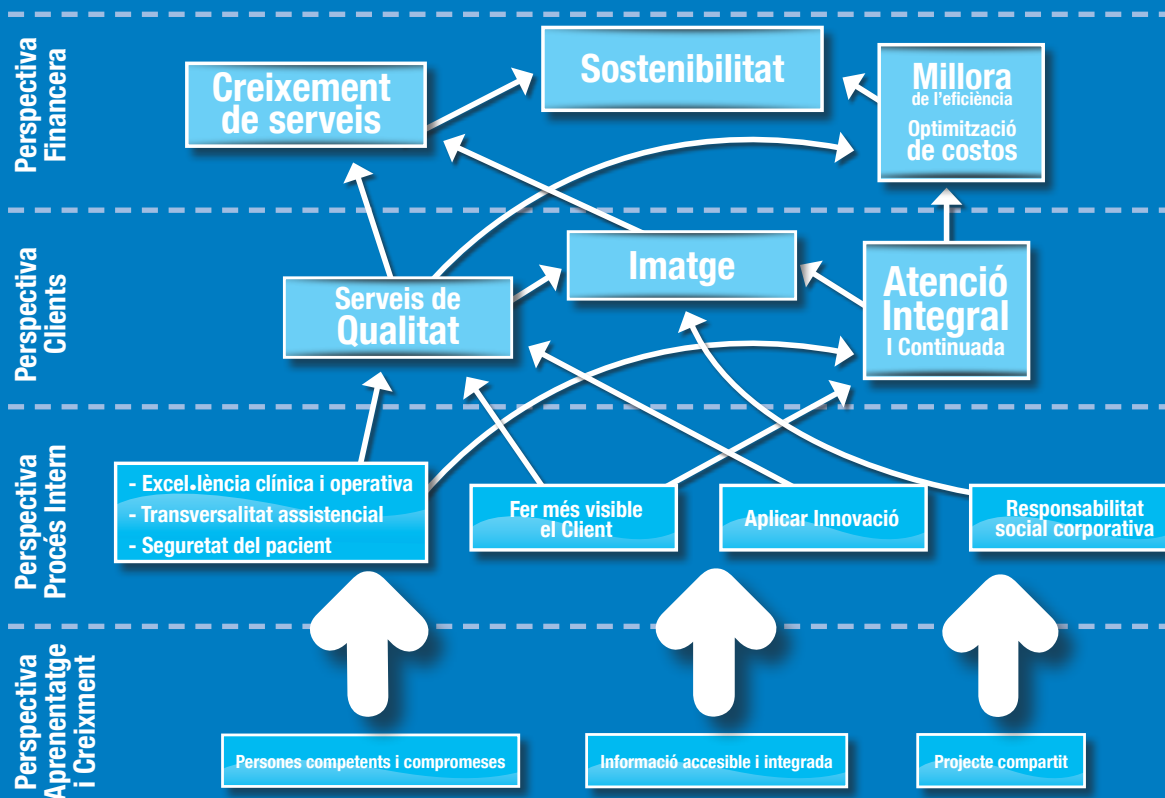 Perspectiva
Financera
Creixement
de serveis
Sostenibilitat
Millora
de l'eficiència
Optimització
de costos
Perspectiva
Clients
Serveis de
Qualitat
Imatge
Atenció
Integral
I Continuada
Perspectiva
Procés Intern
- Excel•lència clínica i operativa
- Transversalitat assistencial
- Seguretat del pacient
Fer més visible
el Client
Aplicar Innovació
Responsabilitat
social corporativa
Perspectiva
Aprenentatge
i Creixment
Persones competents i compromeses
Informació accesible i integrada
Projecte compartit